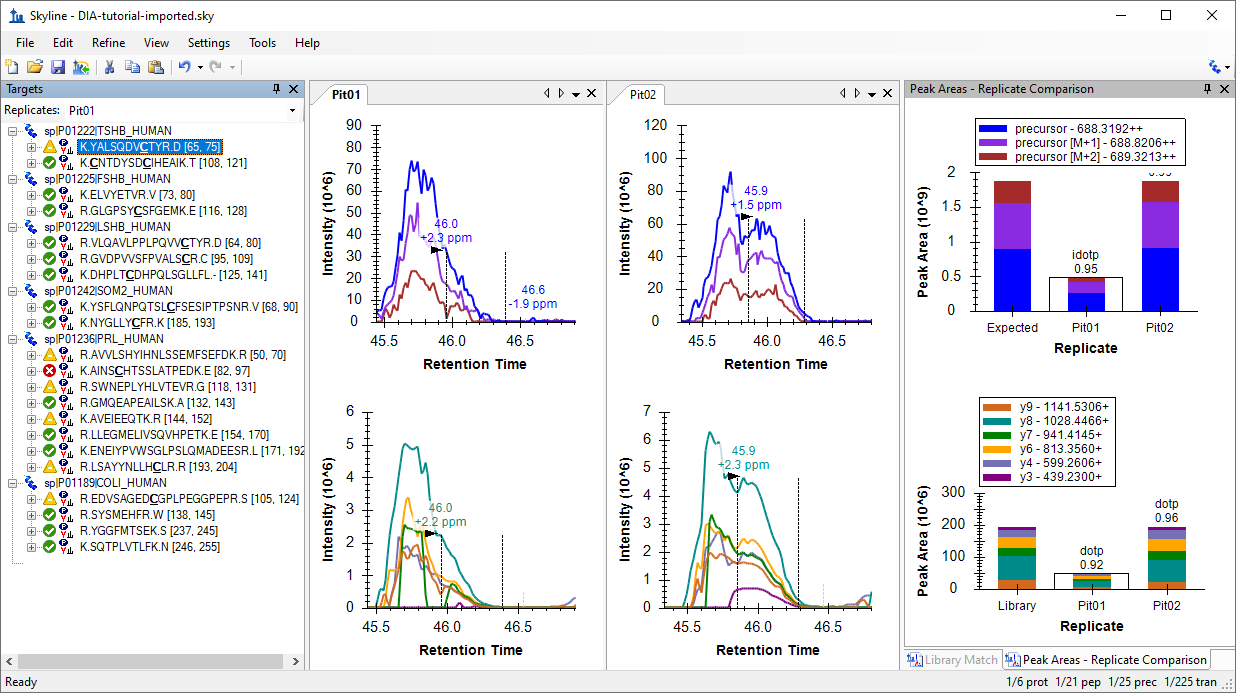 Skyline - DIA-tutorial-imported.sky
File Edit Refine View Settings Tools Help
Targets
Replicates: Pit01
sp|P01222|TSHB_HUMAN
K.YALSQDVCTYR.D [65, 75]
K.CNTDYSDCIHEAIK.T [108, 121]
sp|P01225|FSHB_HUMAN
K.ELVYETVR.V [73, 80]
R.GLGPSYCSFGEMK.E [116, 128]
sp|P01229|LSHB_HUMAN
R.VLQAVLPPLPQVVCTYR.D [64, 80]
R.GVDPVVSFPVALSCR.C [95, 109]
K.DHPLTCDHPQLSGLLFL.- [125, 141]
sp|P01242|SOM2_HUMAN
K.YSFLQNPQTSLCFSESIPTPSNR.V [68, 90]
K.NYGLLYCFR.K [185, 193]
sp|P01236|PRL_HUMAN
R.AVVLSHYIHNLSSEMFSEFDK.R [50, 70]
K.AINSCHTSSLATPEDK.E [82, 97]
R.SWNEPLYHLVTEVR.G [118, 131]
R.GMQEAPEAILSK.A [132, 143]
K.AVEIEEQTK.R [144, 152]
R.LLEGMELIVSQVHPETK.E [154, 170]
K.ENEIYPVWSGLPSLQMADEESR.L [171, 192
R.LSAYYNLLHCLR.R [193, 204]
sp|P01189|COLI_HUMAN
R.EDVSAGEDCGPLPEGGPEPR.S [105, 124]
R.SYSMEHFR.W [138, 145]
R.YGGFMTSEK.S [237, 245]
K.SQTPLVTLFK.N [246, 255]
Pit01
90
80
70
60
50
40
30
20
10
0
Intensity (10^6)
46.0
+2.3 ppm
46.6
-1.9 ppm
45.5 46.0 46.5
Retention Time
6
5
4
3
2
1
0
Intensity (10^6)
46.0
+2.2 ppm
45.5 46.0 46.5
Retention Time
Pit02
120
100
80
60
40
20
0
Intensity (10^6)
45.9
+1.5 ppm
45.5 46.0 46.5
Retention Time
7
6
5
4
3
2
1
0
Intensity (10^6)
45.9
+2.3 ppm
45.5 46.0 46.5
Retention Time
Peak Areas - Replicate Comparison
precursor - 688.3192++
precursor [M+1] - 688.8206++
precursor [M+2] - 689.3213++
2
1.5
1
0.5
0
Peak Area (10^9)
idotp
0.95
Expected Pit01 Pit02
Replicate
y9 - 1141.5306+
y8 - 1028.4466+
y7 - 941.4145+
y6 - 813.3560+
y4 - 599.2606+
y3 - 439.2300+
300
200
100
0
Peak Area (10^6)
dotp
0.92
dotp
0.96
Library Pit01 Pit02
Replicate
Library Match Peak Areas - Replicate Comparison
Ready 1/6 prot 1/21 pep 1/25 prec 1/225 tran